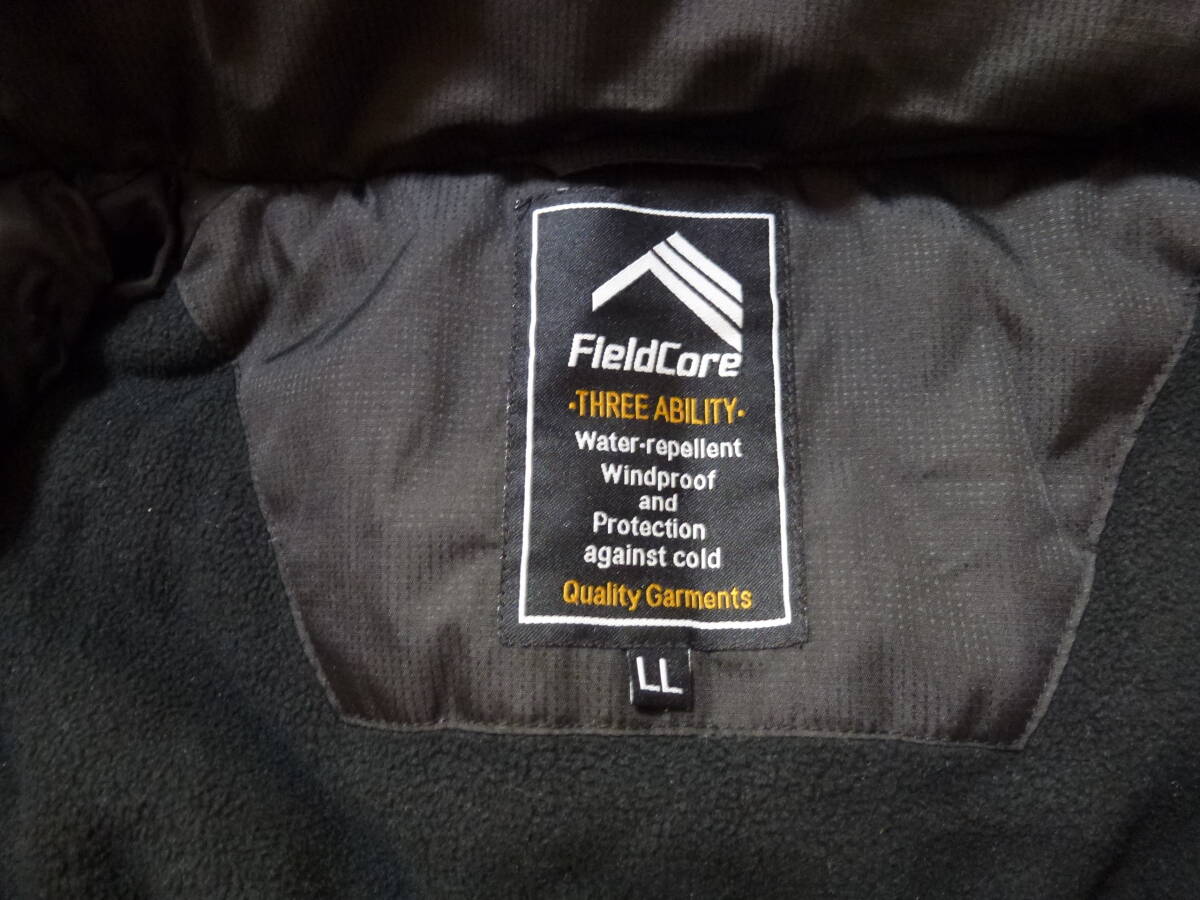 FieldCore
·THREE ABILITY·
Water-repellent
Windproof
and
Protection
against cold
Quality Garments
LL